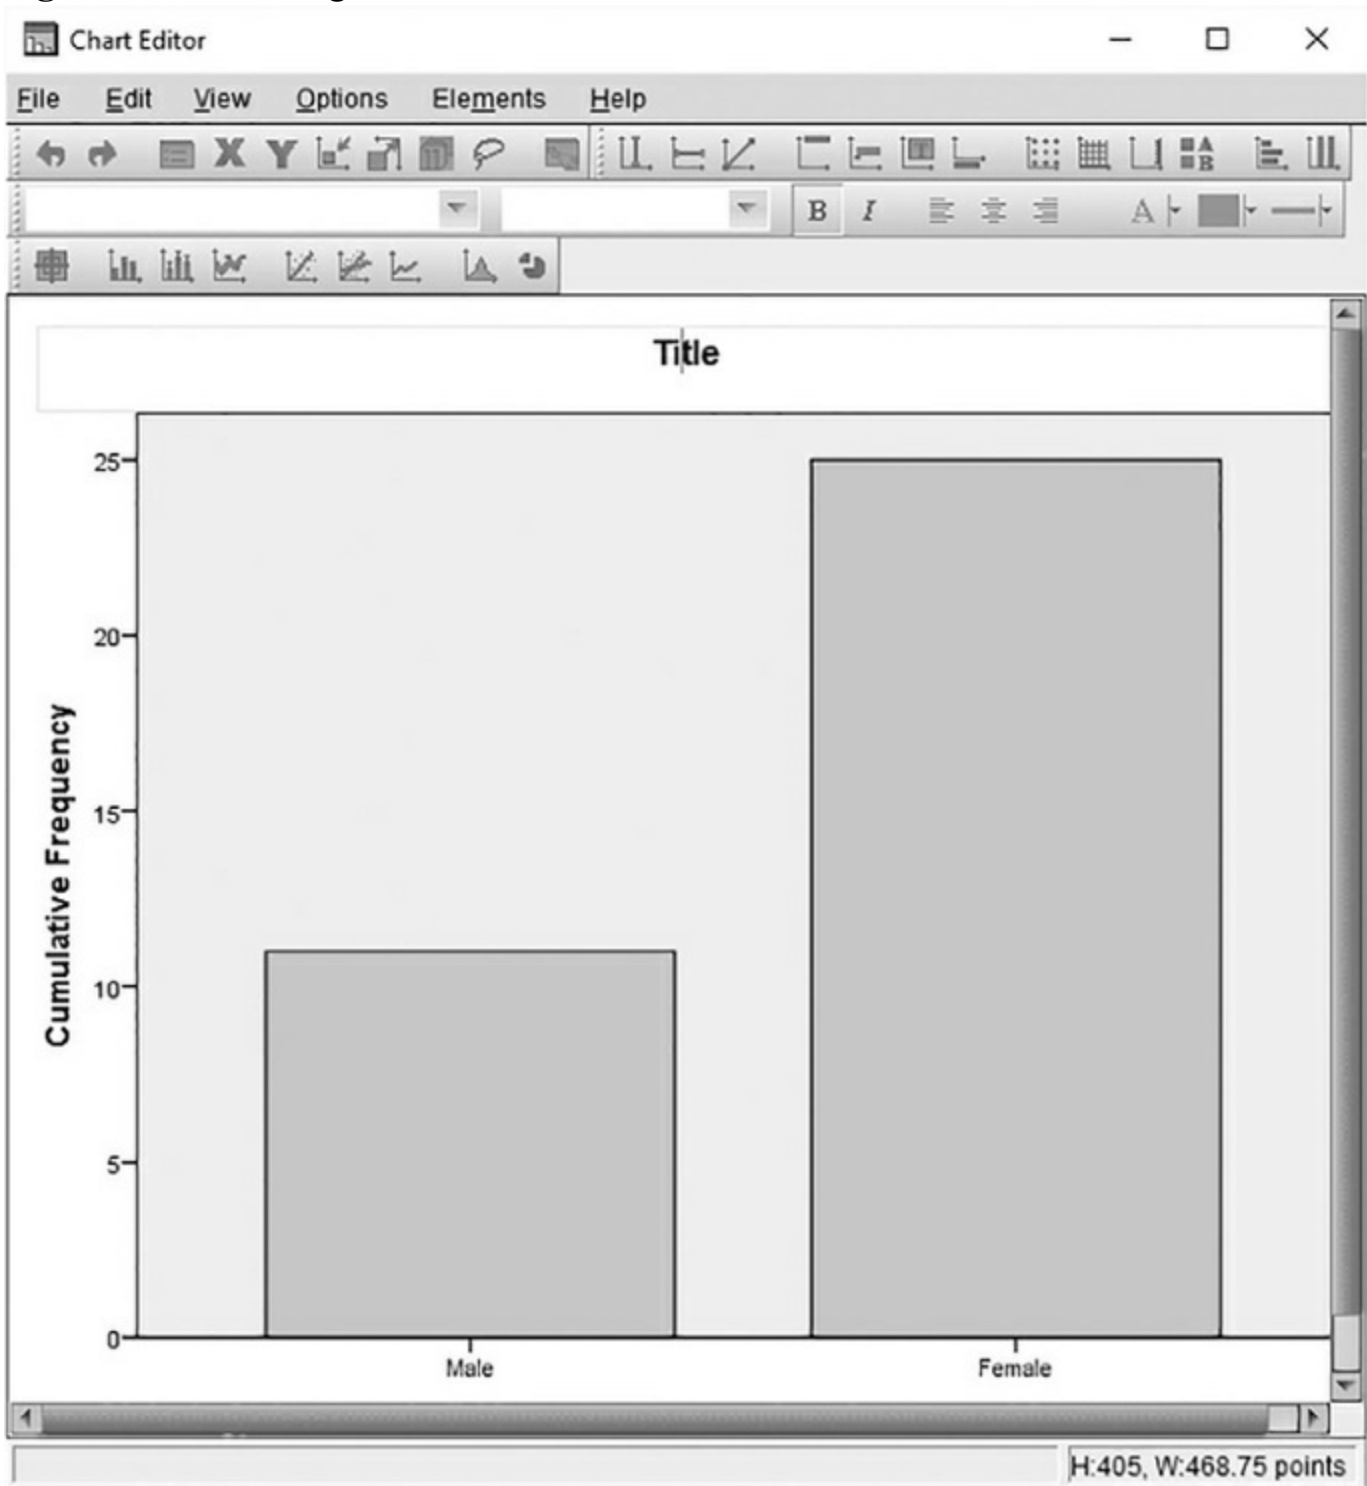 Chart Editor
File Edit View Options Elements Help
B I A
Title
Cumulative Frequency
25
20
15
10
5
0
Male Female
H:405, W:468.75 points